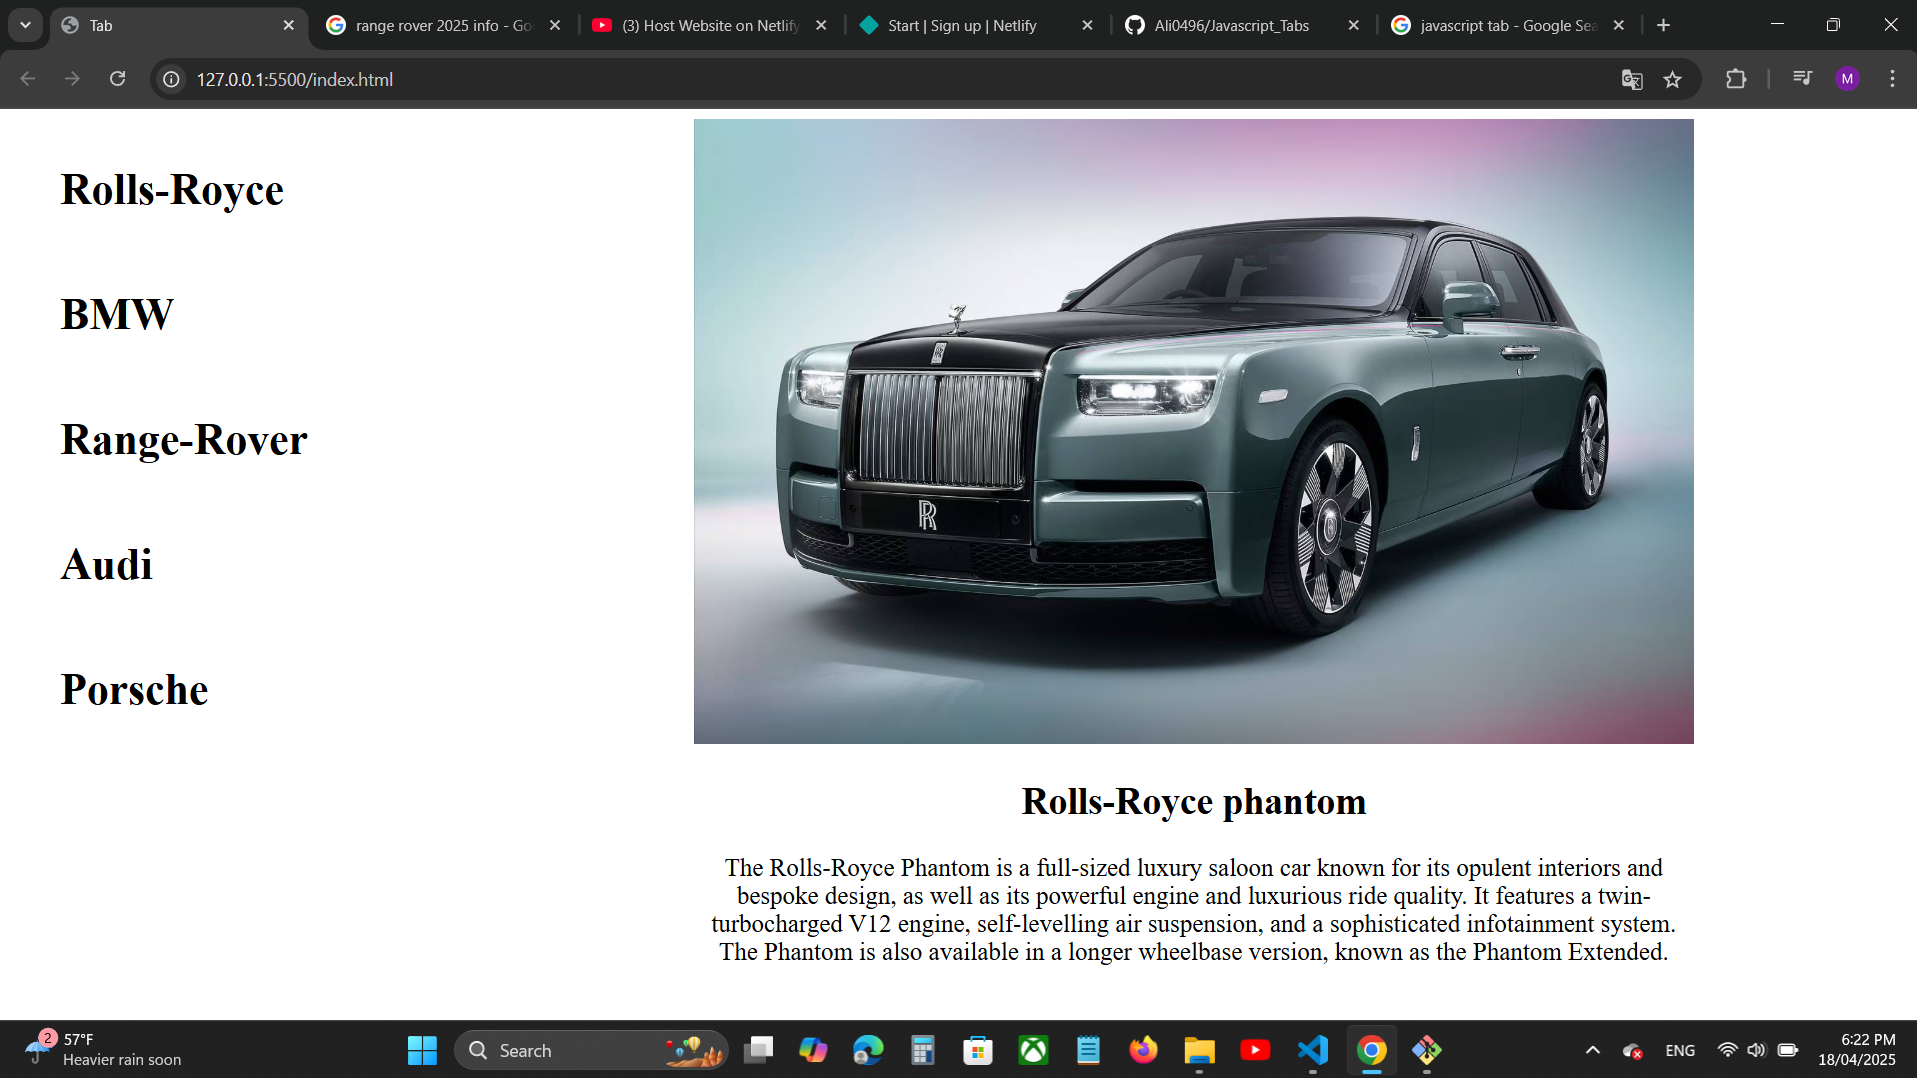 Tab
range rover 2025 info - Go
(3) Host Website on Netlify
Start | Sign up | Netlify
Ali0496/Javascript_Tabs
javascript tab - Google Sea
127.0.0.1:5500/index.html
M
Rolls-Royce
BMW
Range-Rover
Audi
Porsche
Rolls-Royce phantom
The Rolls-Royce Phantom is a full-sized luxury saloon car known for its opulent interiors and
bespoke design, as well as its powerful engine and luxurious ride quality. It features a twin-
turbocharged V12 engine, self-levelling air suspension, and a sophisticated infotainment system.
The Phantom is also available in a longer wheelbase version, known as the Phantom Extended.
2
57°F
Heavier rain soon
Search
ENG
6:22 PM
18/04/2025